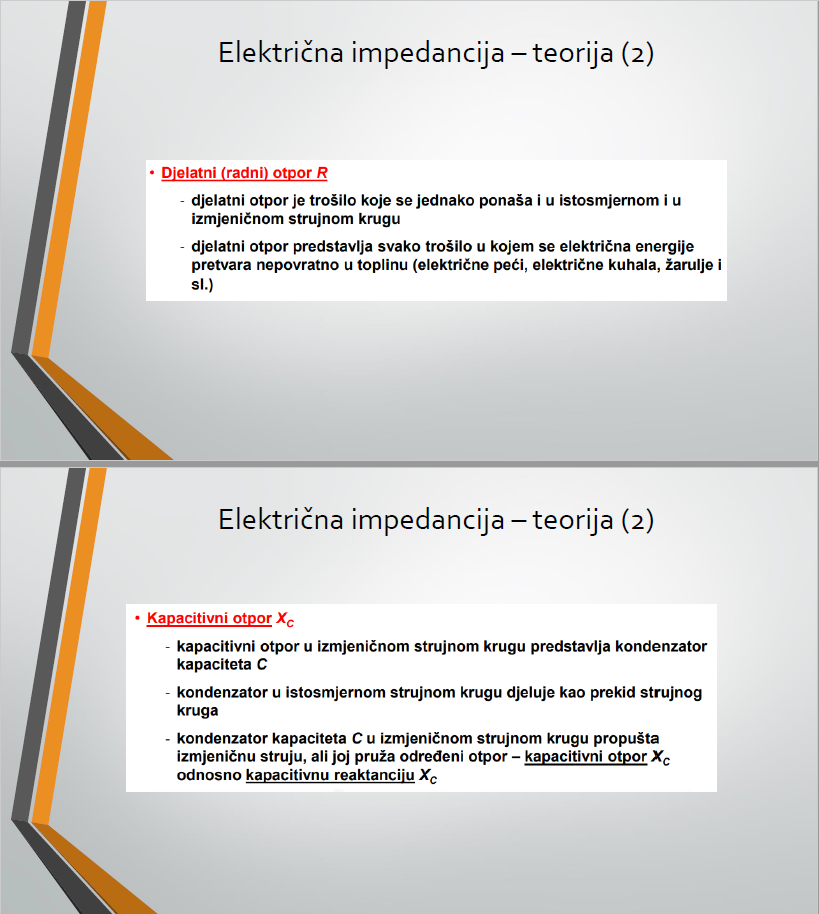 Električna impedancija – teorija (2)
• Djelatni (radni) otpor R
- djelatni otpor je trošilo koje se jednako ponaša i u istosmjernom i u
izmjeničnom strujnom krugu
- djelatni otpor predstavlja svako trošilo u kojem se električna energije
pretvara nepovratno u toplinu (električne peći, električne kuhala, žarulje i
sl.)
Električna impedancija – teorija (2)
• Kapacitivni otpor XC
- kapacitivni otpor u izmjeničnom strujnom krugu predstavlja kondenzator
kapaciteta C
- kondenzator u istosmjernom strujnom krugu djeluje kao prekid strujnog
kruga
- kondenzator kapaciteta C u izmjeničnom strujnom krugu propušta
izmjeničnu struju, ali joj pruža određeni otpor – kapacitivni otpor XC
odnosno kapacitivnu reaktanciju XC